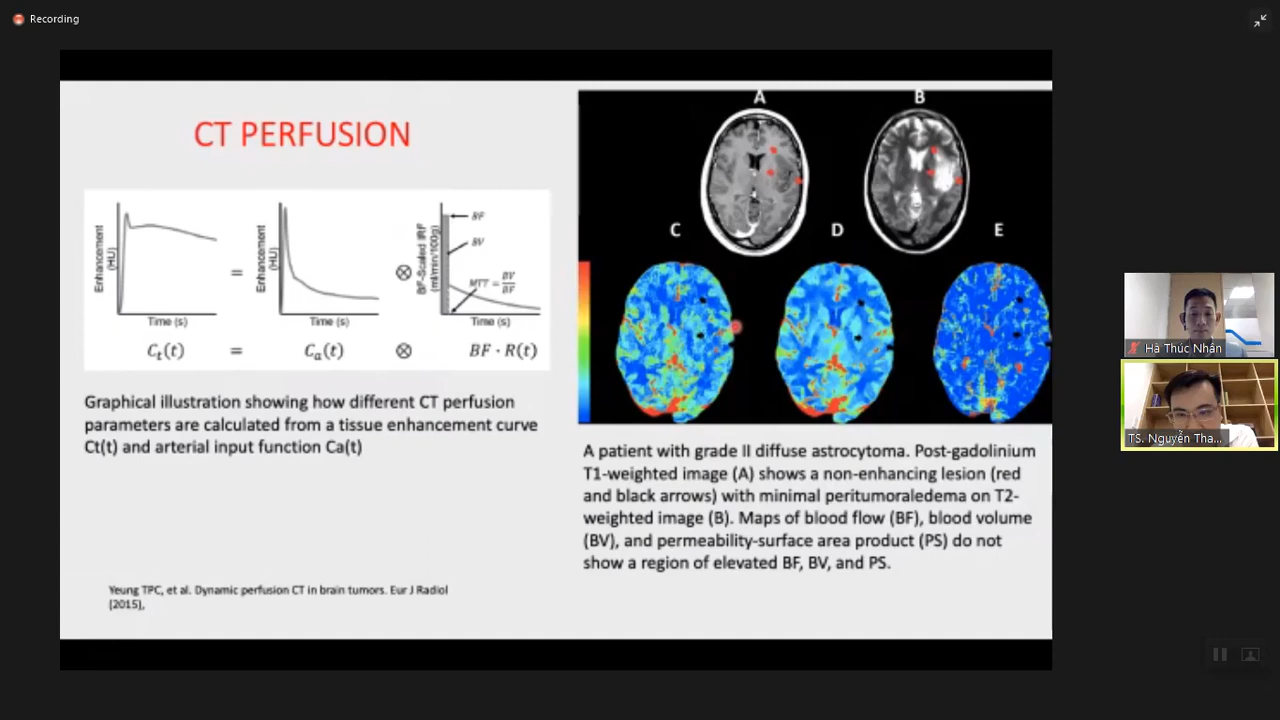 Recording
CT PERFUSION
Enhancement (HU)
Time (s)
=
Enhancement (HU)
Time (s)
⊗
BF-Scaled IRF (ml/min/100g)
BF
BV
MTT = BV/BF
Time (s)
Ct(t) = Ca(t) ⊗ BF · R(t)
Graphical illustration showing how different CT perfusion
parameters are calculated from a tissue enhancement curve
Ct(t) and arterial input function Ca(t)
Yeung TPC, et al. Dynamic perfusion CT in brain tumors. Eur J Radiol
(2015),
A B
C D E
A patient with grade II diffuse astrocytoma. Post-gadolinium
T1-weighted image (A) shows a non-enhancing lesion (red
and black arrows) with minimal peritumoraledema on T2-
weighted image (B). Maps of blood flow (BF), blood volume
(BV), and permeability-surface area product (PS) do not
show a region of elevated BF, BV, and PS.
Hà Thúc Nhân
TS. Nguyễn Tha...